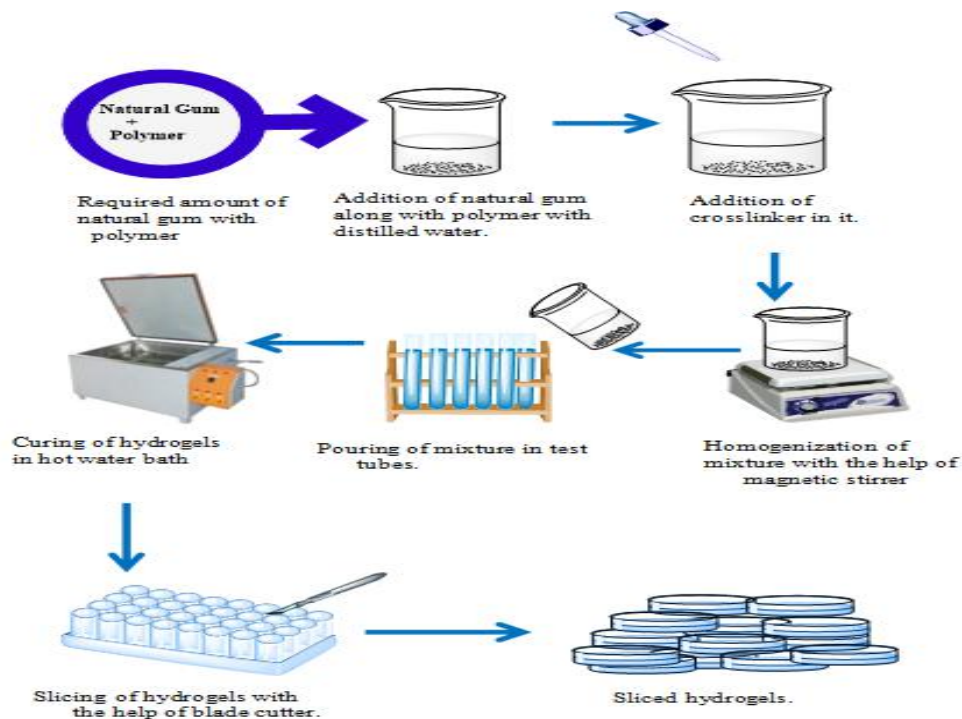 Natural Gum
+
Polymer
Required amount of
natural gum with
polymer
Addition of natural gum
along with polymer with
distilled water.
Addition of
crosslinker in it.
Curing of hydrogels
in hot water bath
Pouring of mixture in test
tubes.
Homogenization of
mixture with the help of
magnetic stirrer
Slicing of hydrogels with
the help of blade cutter.
Sliced hydrogels.